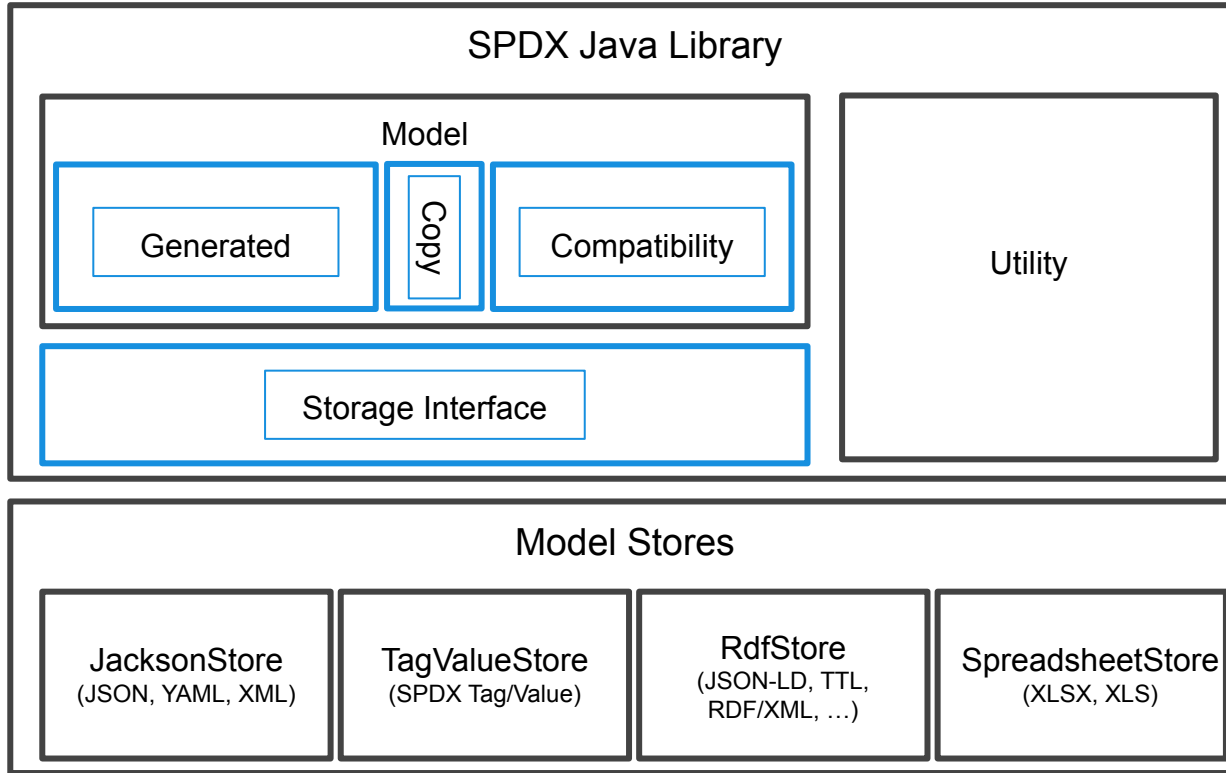 SPDX Java Library
Model
Generated
Copy
Compatibility
Utility
Storage Interface
Model Stores
JacksonStore
(JSON, YAML, XML)
TagValueStore
(SPDX Tag/Value)
RdfStore
(JSON-LD, TTL,
RDF/XML, …)
SpreadsheetStore
(XLSX, XLS)